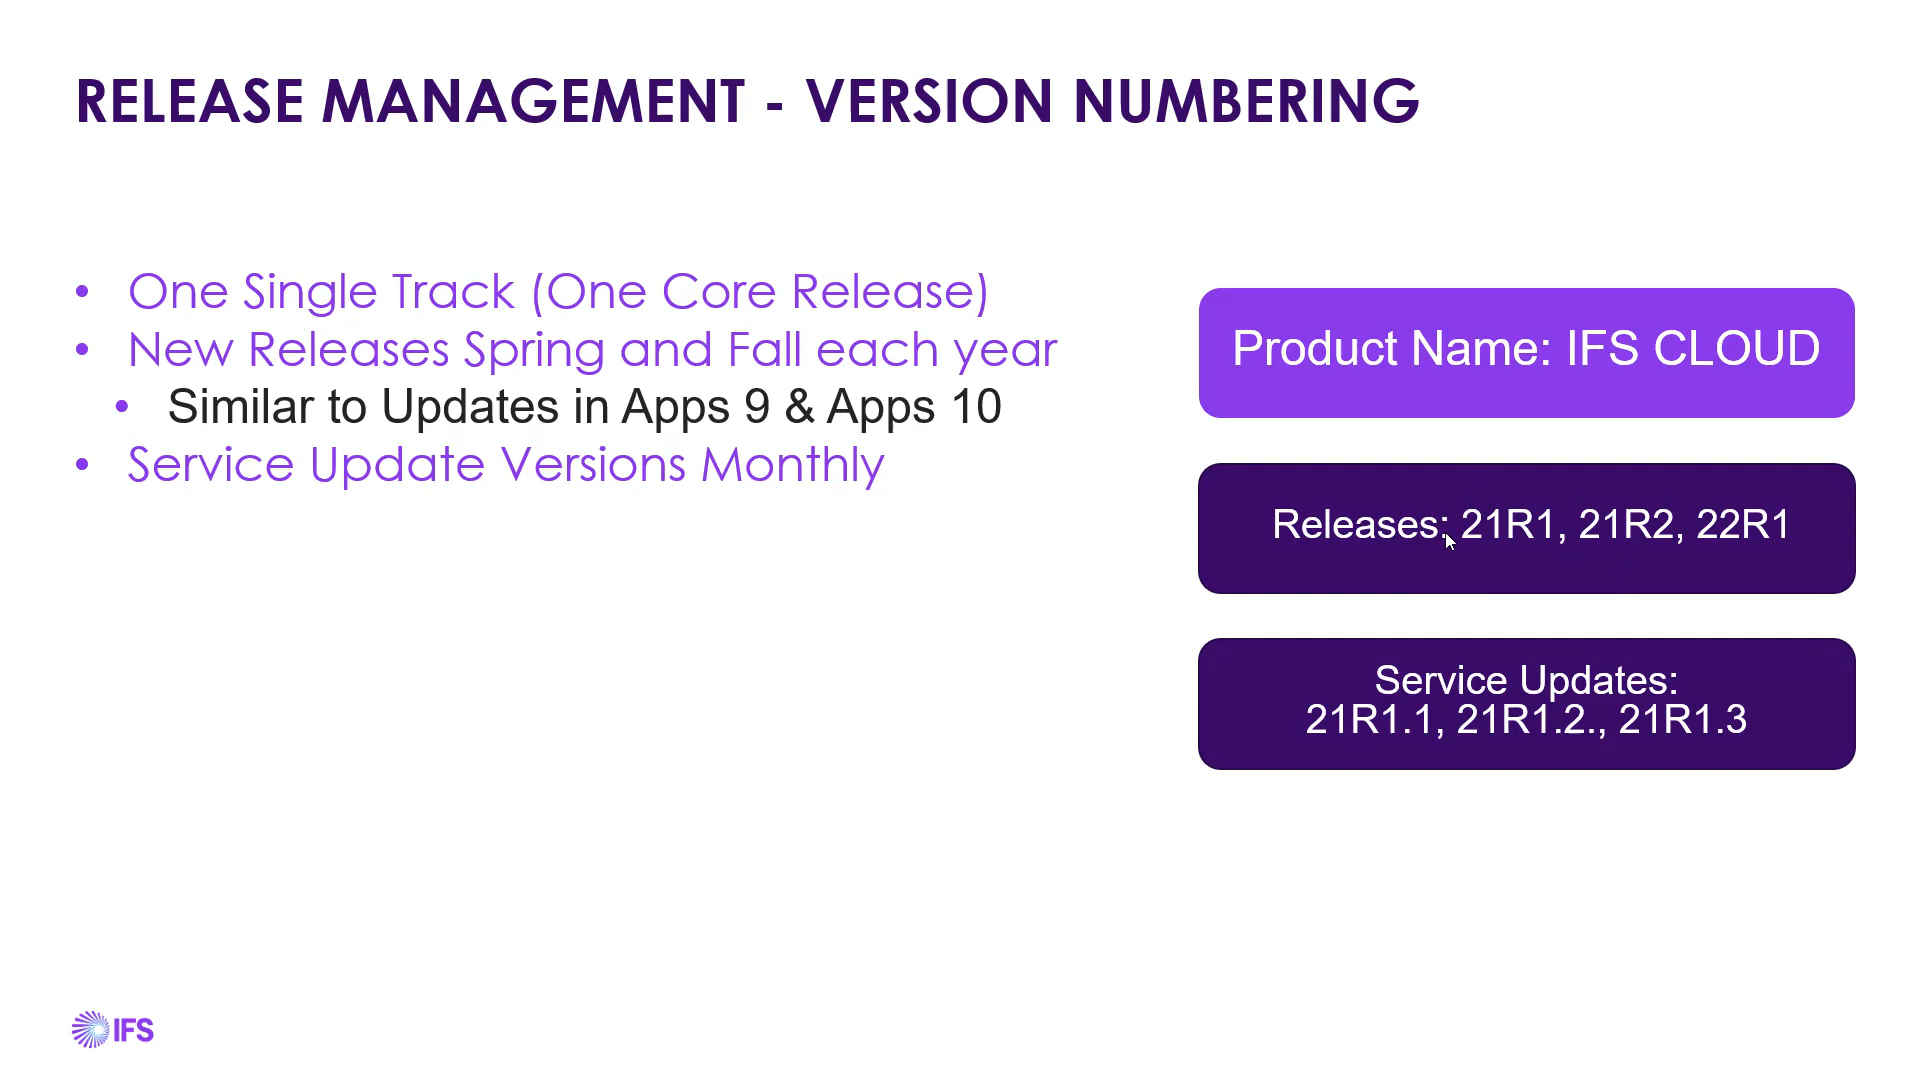 RELEASE MANAGEMENT - VERSION NUMBERING
• One Single Track (One Core Release)
• New Releases Spring and Fall each year
• Similar to Updates in Apps 9 & Apps 10
• Service Update Versions Monthly
Product Name: IFS CLOUD
Releases: 21R1, 21R2, 22R1
Service Updates:
21R1.1, 21R1.2., 21R1.3
IFS